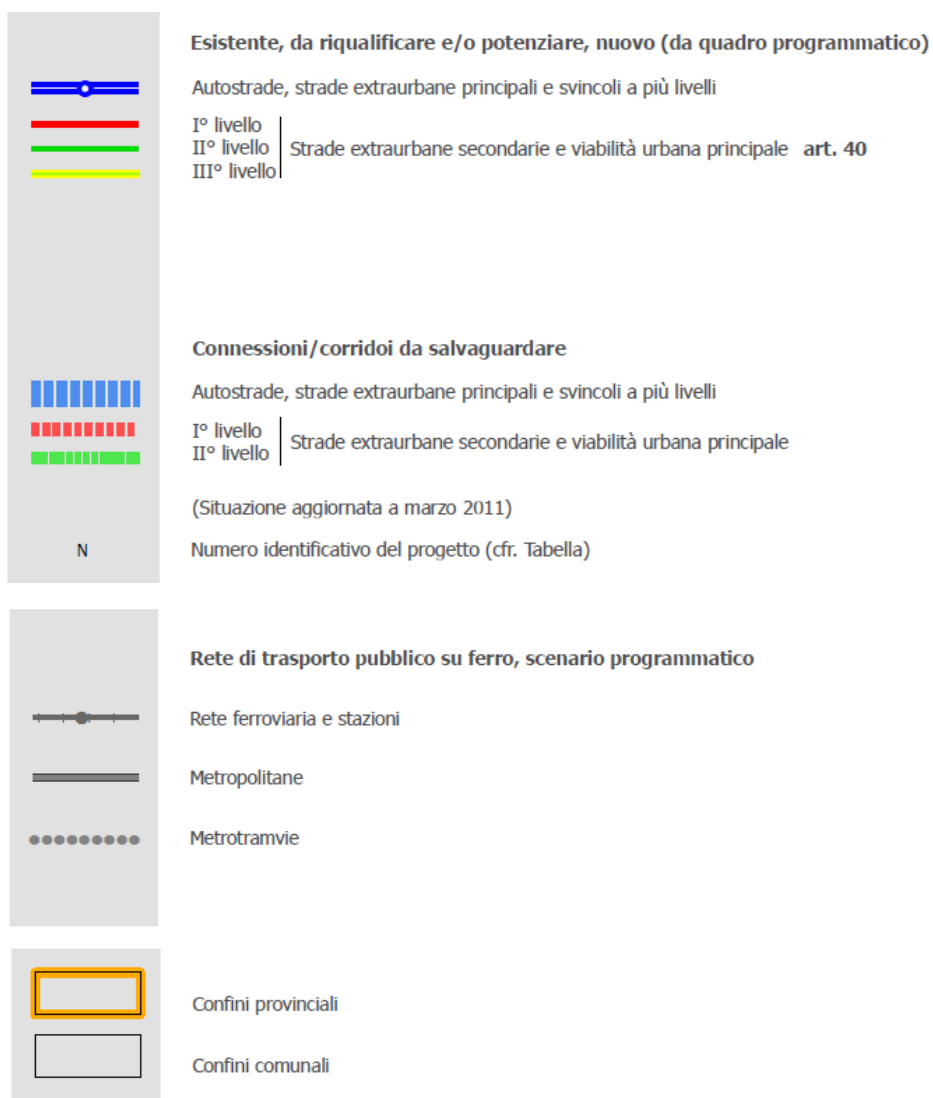 Esistente, da riqualificare e/o potenziare, nuovo (da quadro programmatico)
Autostrade, strade extraurbane principali e svincoli a più livelli
I° livello
II° livello
III° livello
Strade extraurbane secondarie e viabilità urbana principale art. 40
Connessioni/corridoi da salvaguardare
Autostrade, strade extraurbane principali e svincoli a più livelli
I° livello
II° livello
Strade extraurbane secondarie e viabilità urbana principale
(Situazione aggiornata a marzo 2011)
N Numero identificativo del progetto (cfr. Tabella)
Rete di trasporto pubblico su ferro, scenario programmatico
Rete ferroviaria e stazioni
Metropolitane
Metrotramvie
Confini provinciali
Confini comunali